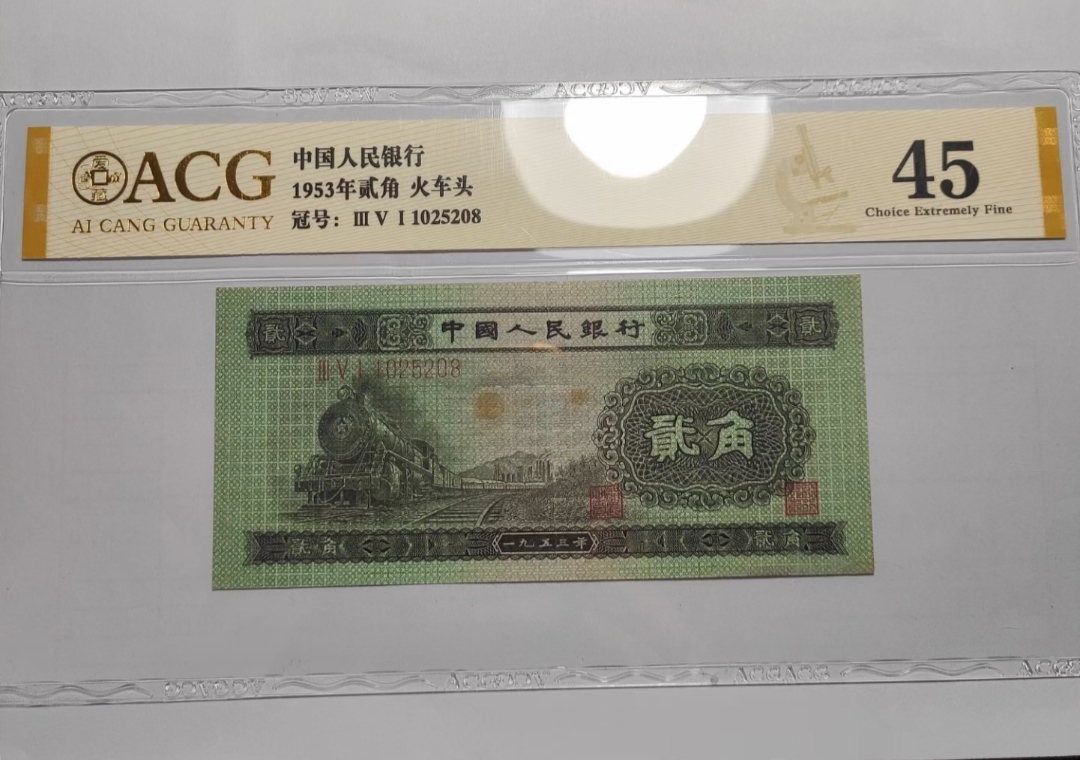 ACG
AI CANG GUARANTY
中国人民银行
1953年贰角 火车头
冠号: Ⅲ Ⅴ Ⅰ 1025208
45
Choice Extremely Fine
貳
中國人民銀行
貳
Ⅲ Ⅴ Ⅰ 1025208
貳角
貳角
一九五三年
貳角